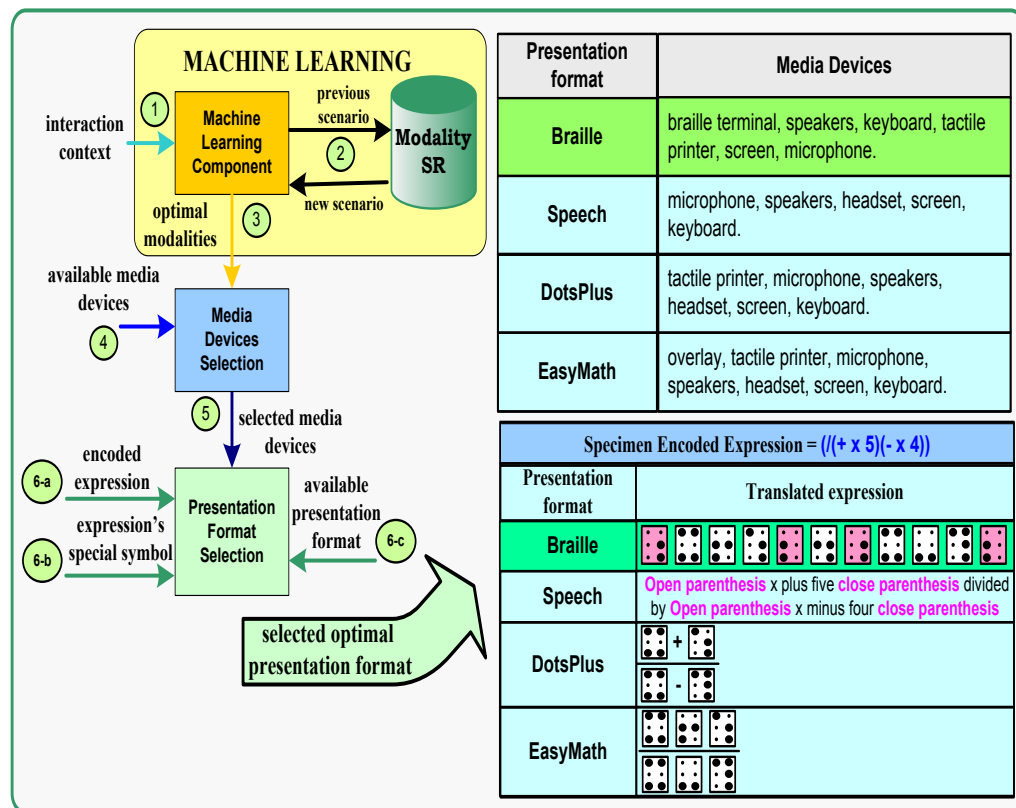 MACHINE LEARNING
1
interaction
context
Machine
Learning
Component
previous
scenario
2
new scenario
Modality
SR
optimal
modalities
3
available media
devices
4
Media
Devices
Selection
5
selected media
devices
6-a
encoded
expression
6-b
expression's
special symbol
Presentation
Format
Selection
available
presentation
format
6-c
selected optimal
presentation format
Presentation
format
Media Devices
Braille
braille terminal, speakers, keyboard, tactile
printer, screen, microphone.
Speech
microphone, speakers, headset, screen,
keyboard.
DotsPlus
tactile printer, microphone, speakers,
headset, screen, keyboard.
EasyMath
overlay, tactile printer, microphone,
speakers, headset, screen, keyboard.
Specimen Encoded Expression = (/(+ x 5)(- x 4))
Presentation
format
Translated expression
Braille
Speech
Open parenthesis x plus five close parenthesis divided
by Open parenthesis x minus four close parenthesis
DotsPlus
+
-
EasyMath